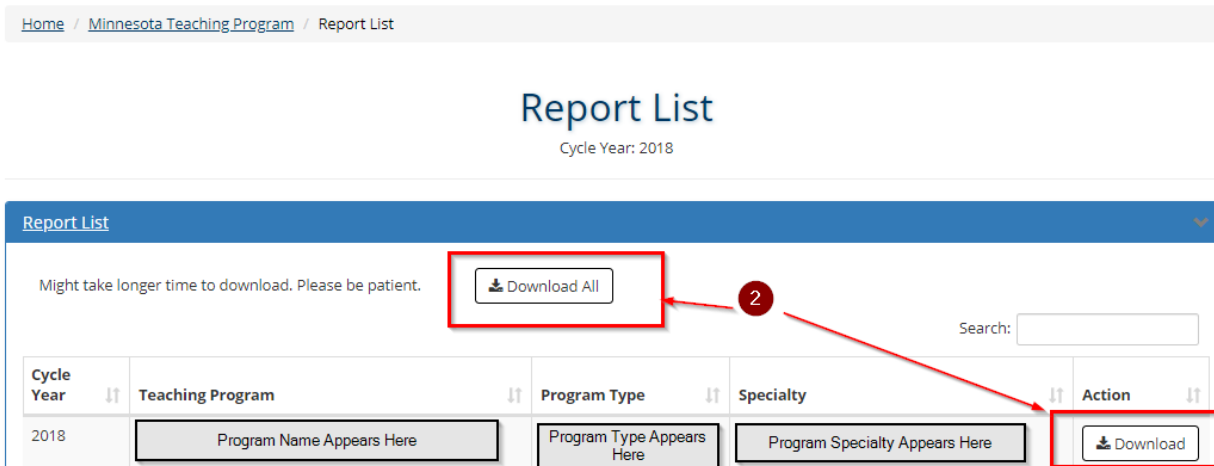 Home / Minnesota Teaching Program / Report List
Report List
Cycle Year: 2018
Report List
Might take longer time to download. Please be patient.
Download All
2
Search:
Cycle Year
Teaching Program
Program Type
Specialty
Action
2018
Program Name Appears Here
Program Type Appears
Here
Program Specialty Appears Here
Download